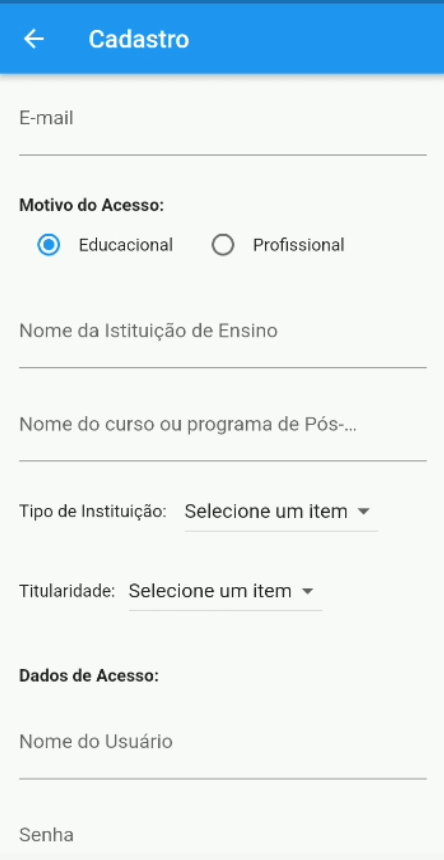 Cadastro
E-mail
Motivo do Acesso:
Educacional Profissional
Nome da Istituição de Ensino
Nome do curso ou programa de Pós-...
Tipo de Instituição: Selecione um item
Titularidade: Selecione um item
Dados de Acesso:
Nome do Usuário
Senha